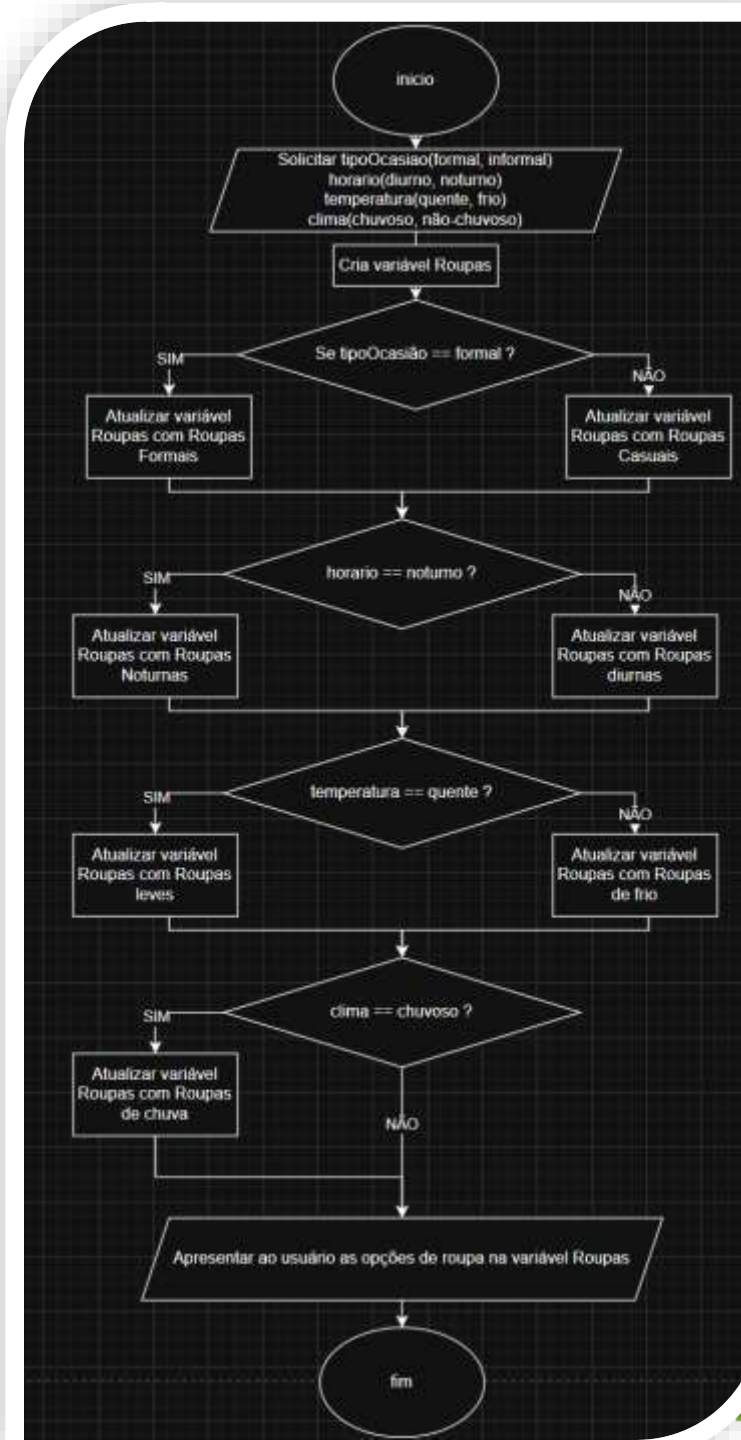 inicio
Solicitar tipoOcasiao(formal, informal)
horario(diurno, noturno)
temperatura(quente, frio)
clima(chuvoso, não-chuvoso)
Cria variável Roupas
Se tipoOcasião == formal ?
SIM
NÃO
Atualizar variável
Roupas com Roupas
Formais
Atualizar variável
Roupas com Roupas
Casuais
horario == noturno ?
SIM
NÃO
Atualizar variável
Roupas com Roupas
Noturnas
Atualizar variável
Roupas com Roupas
diurnas
temperatura == quente ?
SIM
NÃO
Atualizar variável
Roupas com Roupas
leves
Atualizar variável
Roupas com Roupas
de frio
clima == chuvoso ?
SIM
Atualizar variável
Roupas com Roupas
de chuva
NÃO
Apresentar ao usuário as opções de roupa na variável Roupas
fim